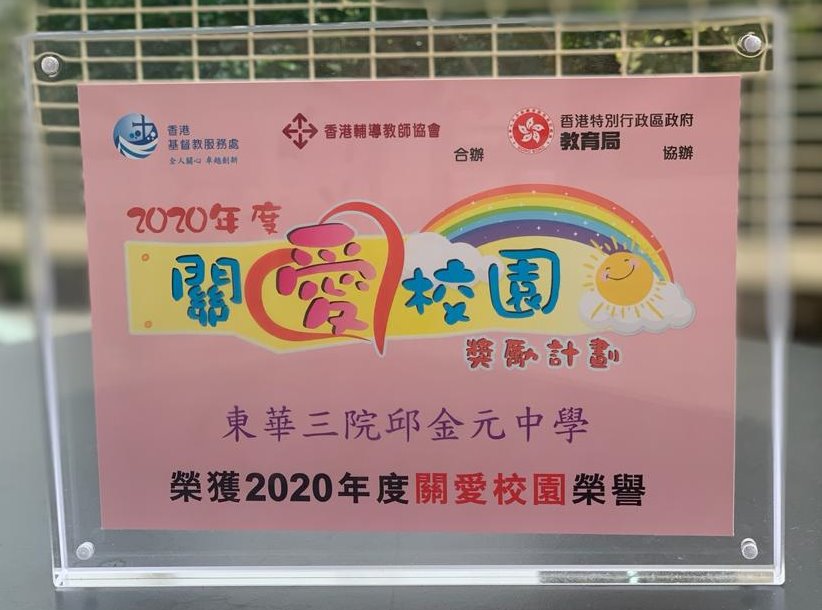 香港
基督教服務處
全人關心 卓越創新
香港輔導教師協會
合辦
香港特別行政區政府
教育局
協辦
2020年度
關愛校園
獎勵計劃
東華三院邱金元中學
榮獲2020年度關愛校園榮譽